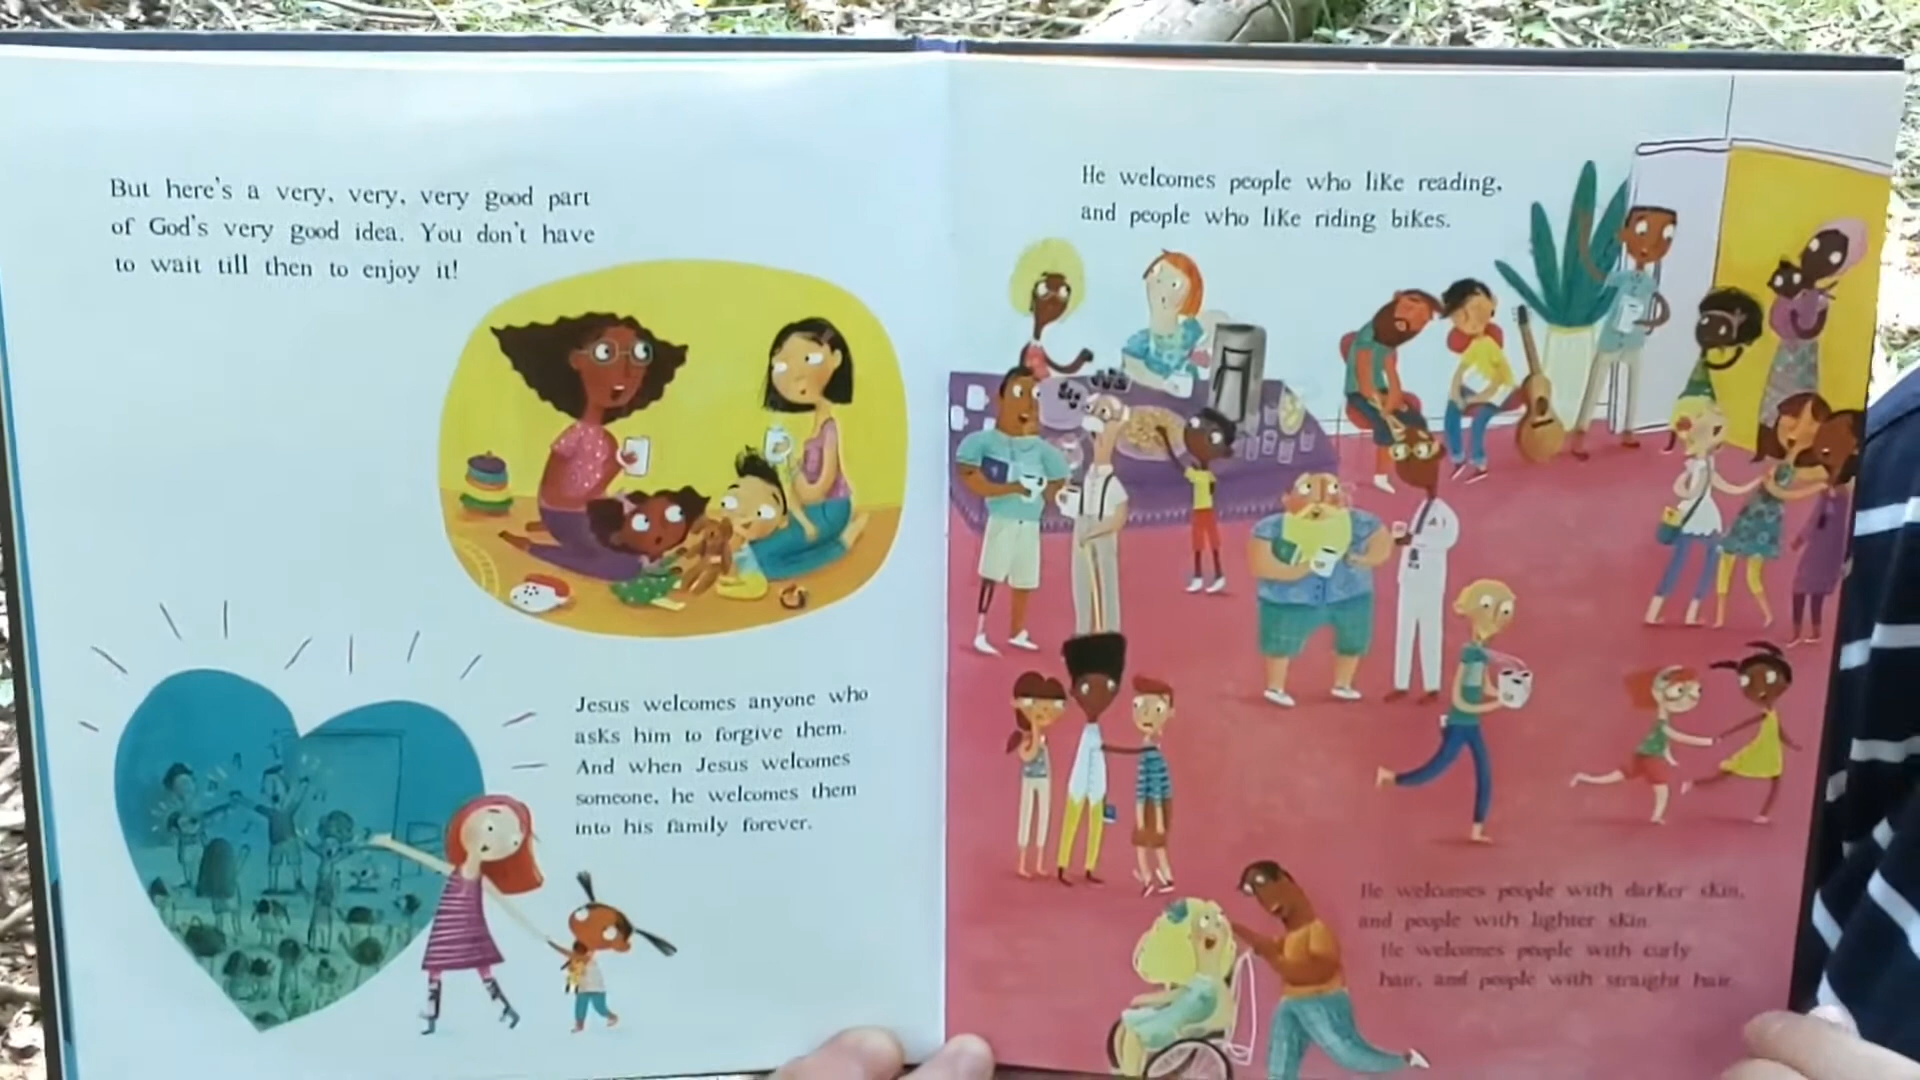 But here's a very, very, very good part
of God's very good idea. You don't have
to wait till then to enjoy it!
Jesus welcomes anyone who
asks him to forgive them.
And when Jesus welcomes
someone, he welcomes them
into his family forever.
He welcomes people who like reading,
and people who like riding bikes.
He welcomes people with darker skin,
and people with lighter skin.
He welcomes people with curly
hair, and people with straight hair.